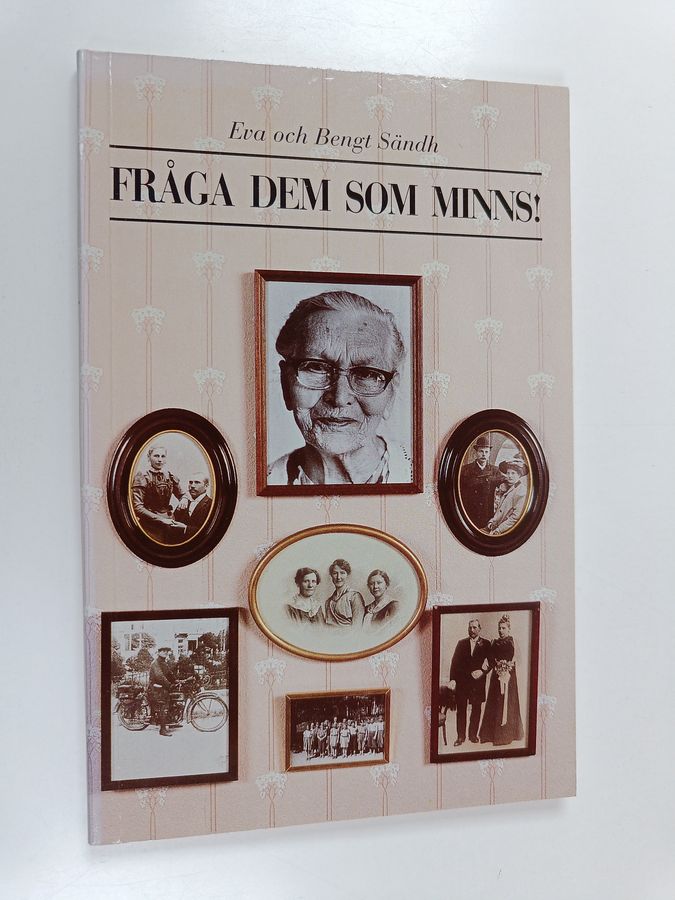 Eva och Bengt Sändh
FRÅGA DEM SOM MINNS!